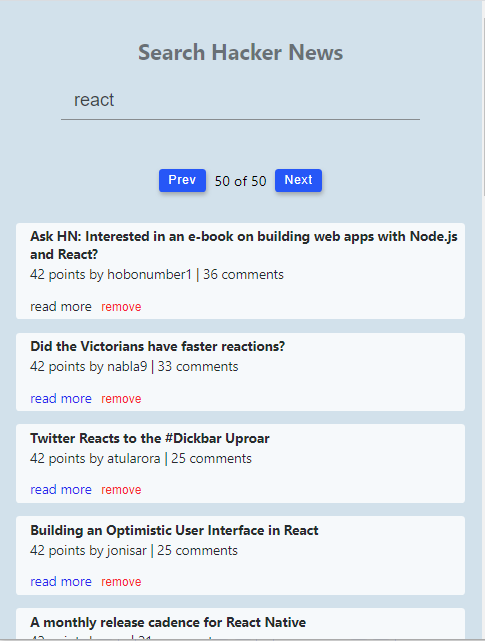 Search Hacker News
react
Prev 50 of 50 Next
Ask HN: Interested in an e-book on building web apps with Node.js
and React?
42 points by hobonumber1 | 36 comments
read more remove
Did the Victorians have faster reactions?
42 points by nabla9 | 33 comments
read more remove
Twitter Reacts to the #Dickbar Uproar
42 points by atularora | 25 comments
read more remove
Building an Optimistic User Interface in React
42 points by jonisar | 25 comments
read more remove
A monthly release cadence for React Native